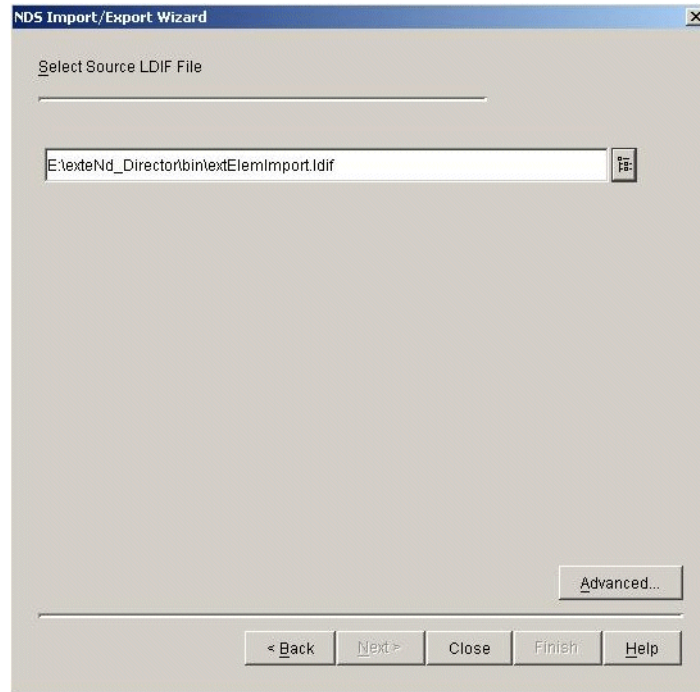 NDS Import/Export Wizard
Select Source LDIF File
E:\exteNd_Director\bin\extElemImport.ldif
Advanced...
< Back Next > Close Finish Help